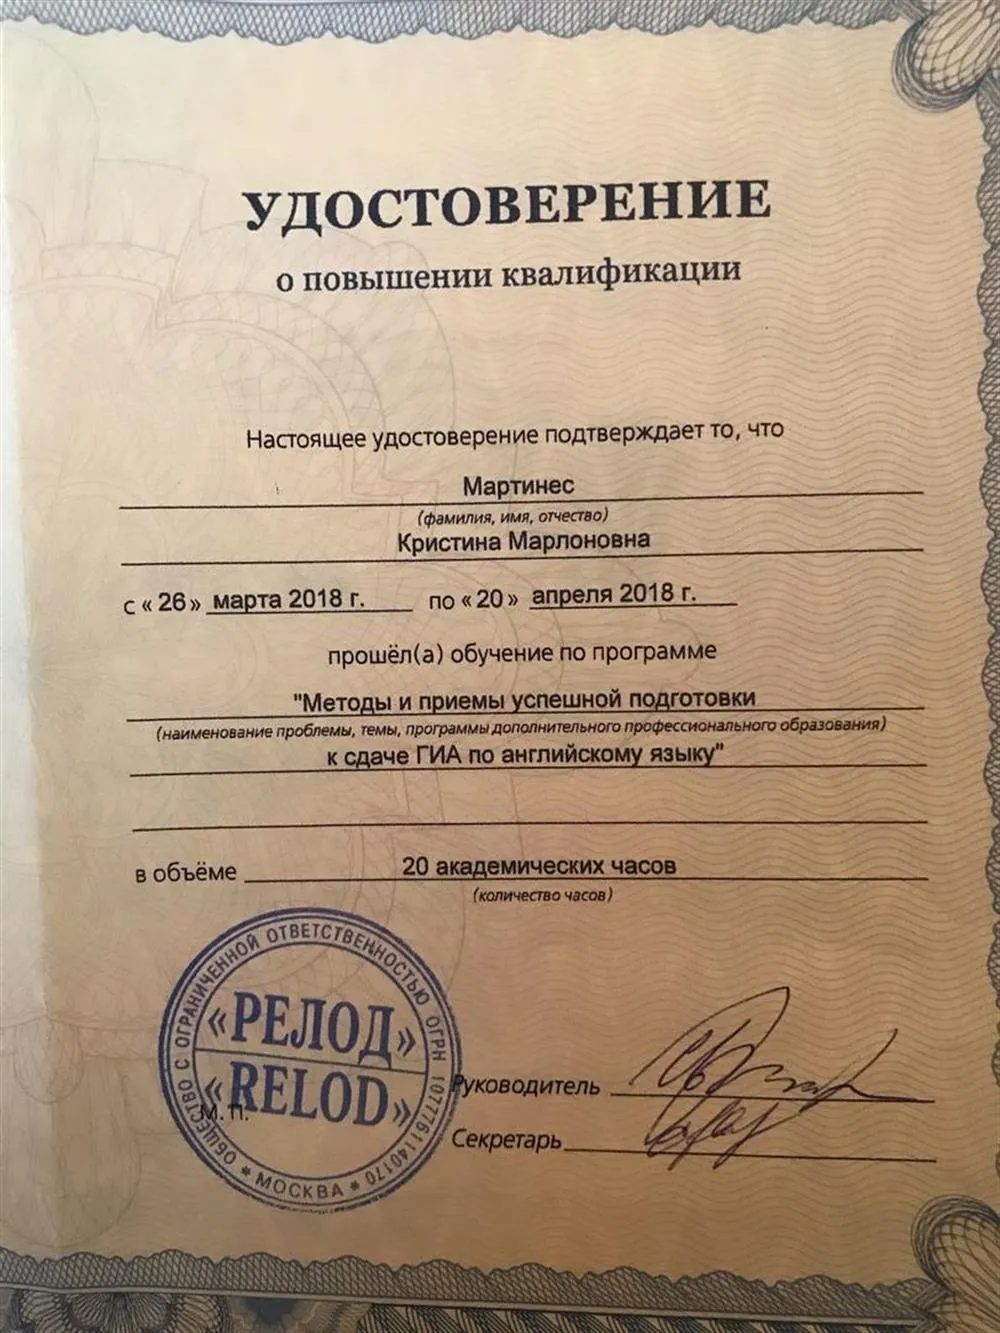 УДОСТОВЕРЕНИЕ
о повышении квалификации
Настоящее удостоверение подтверждает то, что
Мартинес
(фамилия, имя, отчество)
Кристина Марлоновна
с « 26 » марта 2018 г. по « 20 » апреля 2018 г.
прошёл(а) обучение по программе
"Методы и приемы успешной подготовки
(наименование проблемы, темы, программы дополнительного профессионального образования)
к сдаче ГИА по английскому языку"
в объёме 20 академических часов
(количество часов)
ОБЩЕСТВО С ОГРАНИЧЕННОЙ ОТВЕТСТВЕННОСТЬЮ ОГРН 1077761140170
«РЕЛОД»
«RELOD»
* МОСКВА *
М.П.
Руководитель
Секретарь